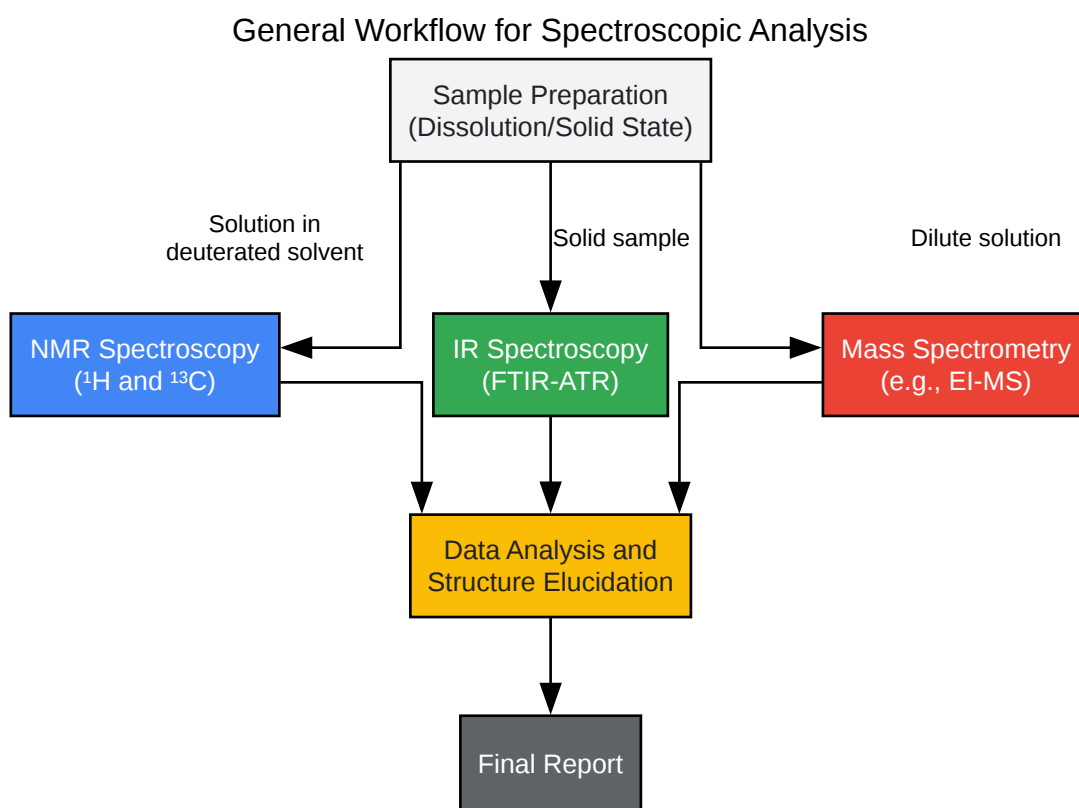 General Workflow for Spectroscopic Analysis
Sample Preparation
(Dissolution/Solid State)
Solution in
deuterated solvent
Solid sample
Dilute solution
NMR Spectroscopy
(¹H and ¹³C)
IR Spectroscopy
(FTIR-ATR)
Mass Spectrometry
(e.g., EI-MS)
Data Analysis and
Structure Elucidation
Final Report